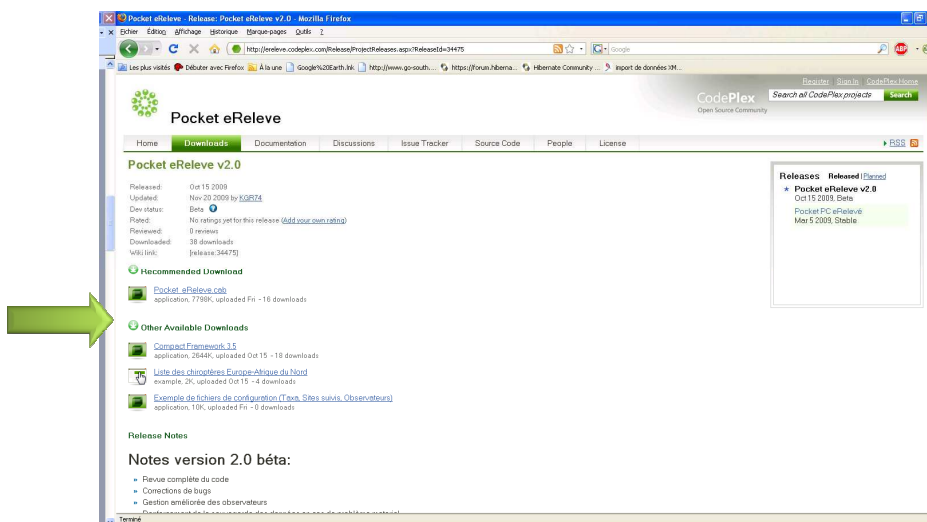 Pocket eReleve - Release: Pocket eReleve v2.0 - Mozilla Firefox
Fichier Édition Affichage Historique Marque-pages Outils ?
http://ereleve.codeplex.com/Release/ProjectReleases.aspx?ReleaseId=34475
Google
ABP
Les plus visités Débuter avec Firefox À la une Google%20Earth.lnk http://www.go-south.... https://forum.hiberna... Hibernate Community ... import de données XM...
Register Sign In CodePlex Home
CodePlex Search all CodePlex projects Search
Open Source Community
Pocket eReleve
Home Downloads Documentation Discussions Issue Tracker Source Code People License RSS
Pocket eReleve v2.0
Released: Oct 15 2009
Updated: Nov 20 2009 by KGR74
Dev status: Beta
Rated: No ratings yet for this release (Add your own rating)
Reviewed: 0 reviews
Downloaded: 38 downloads
Wiki link: [release:34475]
Releases Released | Planned
Pocket eReleve v2.0
Oct 15 2009, Beta
Pocket PC eRelevé
Mar 5 2009, Stable
Recommended Download
Pocket_eReleve.cab
application, 7798K, uploaded Fri - 16 downloads
Other Available Downloads
Compact Framework 3.5
application, 2644K, uploaded Oct 15 - 18 downloads
Liste des chiroptères Europe-Afrique du Nord
example, 2K, uploaded Oct 15 - 4 downloads
Exemple de fichiers de configuration (Taxa, Sites suivis, Observateurs)
application, 10K, uploaded Fri - 0 downloads
Release Notes
Notes version 2.0 béta:
» Revue complète du code
» Corrections de bugs
» Gestion améliorée des observateurs
Terminé